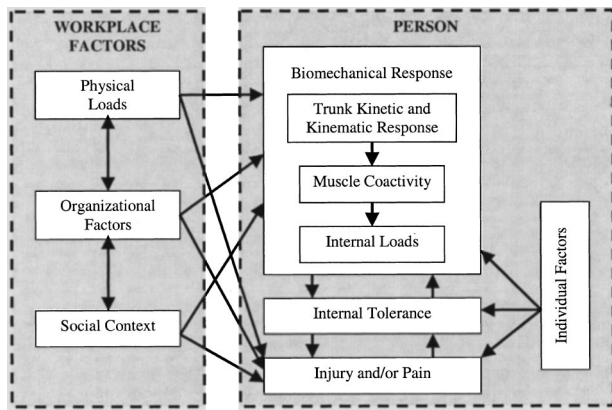 WORKPLACE
FACTORS
Physical
Loads
Organizational
Factors
Social Context
PERSON
Biomechanical Response
Trunk Kinetic and
Kinematic Response
Muscle Coactivity
Internal Loads
Internal Tolerance
Injury and/or Pain
Individual Factors